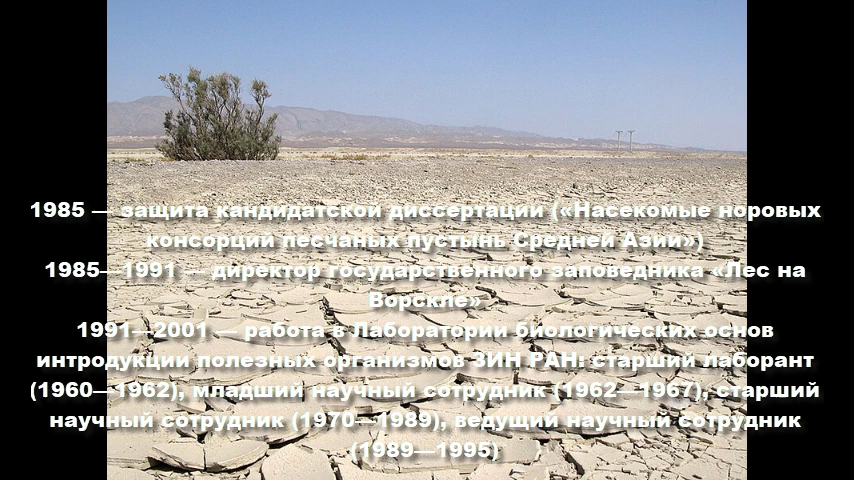 1985 — защита кандидатской диссертации («Насекомые норовых
консорций песчаных пустынь Средней Азии»)
1985—1991 — директор государственного заповедника «Лес на
Ворскле»
1991—2001 — работа в Лаборатории биологических основ
интродукции полезных организмов ЗИН РАН: старший лаборант
(1960—1962), младший научный сотрудник (1962—1967), старший
научный сотрудник (1970—1989), ведущий научный сотрудник
(1989—1995)